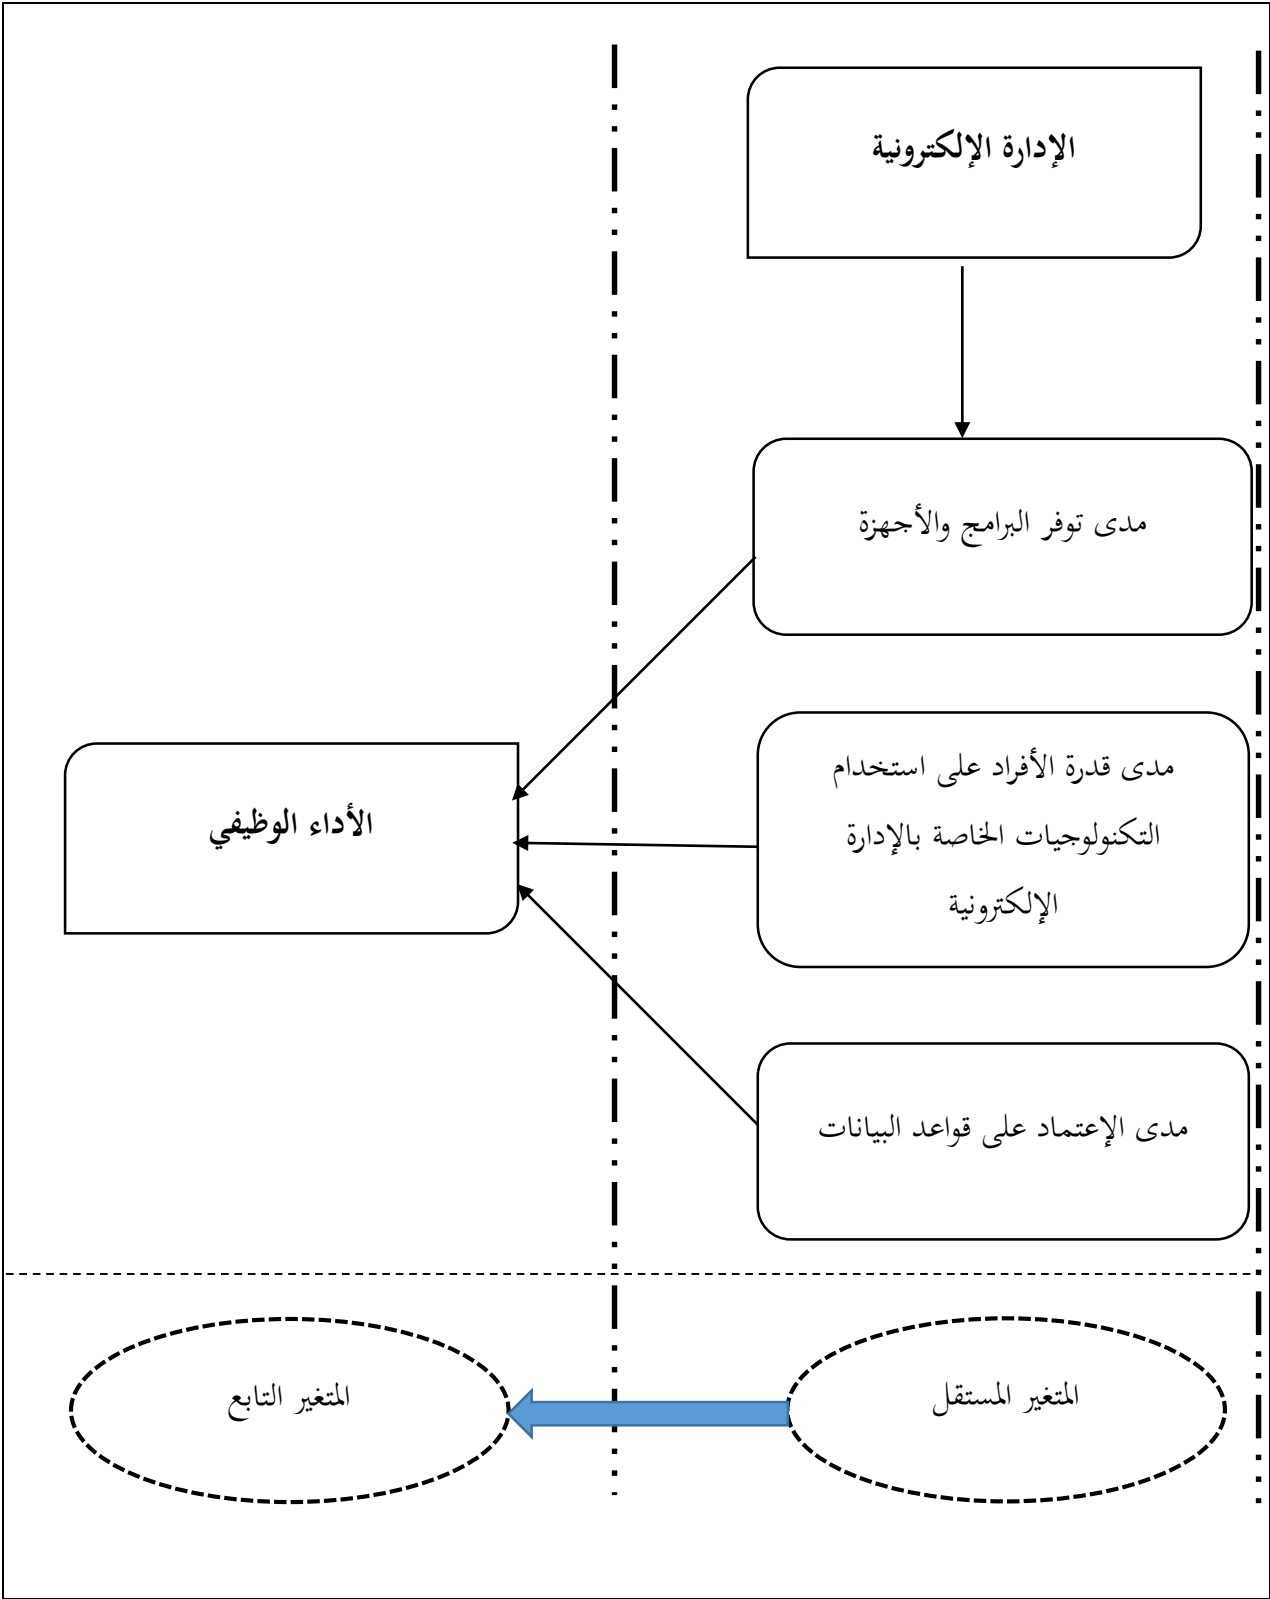 الإدارة الإلكترونية
مدى توفر البرامج والأجهزة
مدى قدرة الأفراد على استخدام
التكنولوجيات الخاصة بالإدارة
الإلكترونية
الأداء الوظيفي
مدى الإعتماد على قواعد البيانات
المتغير المستقل
المتغير التابع